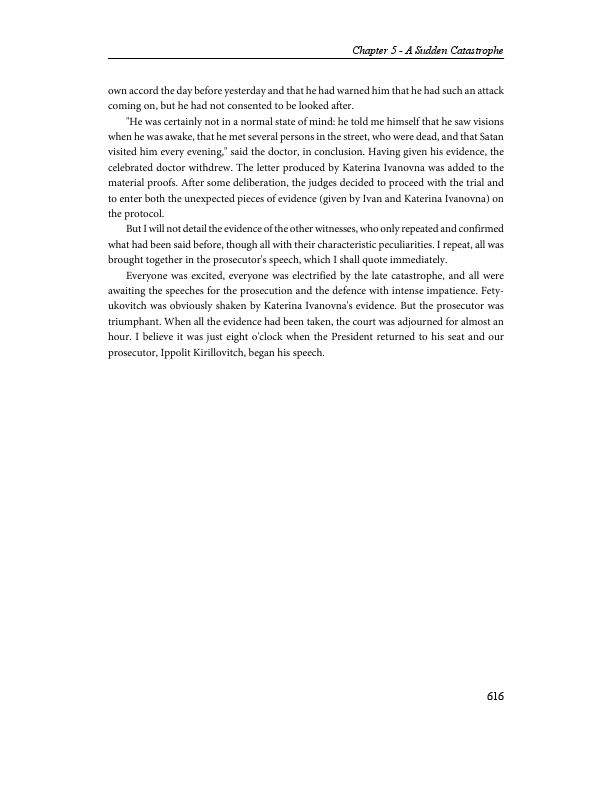 Chapter 5 - A Sudden Catastrophe
own accord the day before yesterday and that he had warned him that he had such an attack
coming on, but he had not consented to be looked after.
"He was certainly not in a normal state of mind: he told me himself that he saw visions
when he was awake, that he met several persons in the street, who were dead, and that Satan
visited him every evening," said the doctor, in conclusion. Having given his evidence, the
celebrated doctor withdrew. The letter produced by Katerina Ivanovna was added to the
material proofs. After some deliberation, the judges decided to proceed with the trial and
to enter both the unexpected pieces of evidence (given by Ivan and Katerina Ivanovna) on
the protocol.
But I will not detail the evidence of the other witnesses, who only repeated and confirmed
what had been said before, though all with their characteristic peculiarities. I repeat, all was
brought together in the prosecutor's speech, which I shall quote immediately.
Everyone was excited, everyone was electrified by the late catastrophe, and all were
awaiting the speeches for the prosecution and the defence with intense impatience. Fety-
ukovitch was obviously shaken by Katerina Ivanovna's evidence. But the prosecutor was
triumphant. When all the evidence had been taken, the court was adjourned for almost an
hour. I believe it was just eight o'clock when the President returned to his seat and our
prosecutor, Ippolit Kirillovitch, began his speech.
616